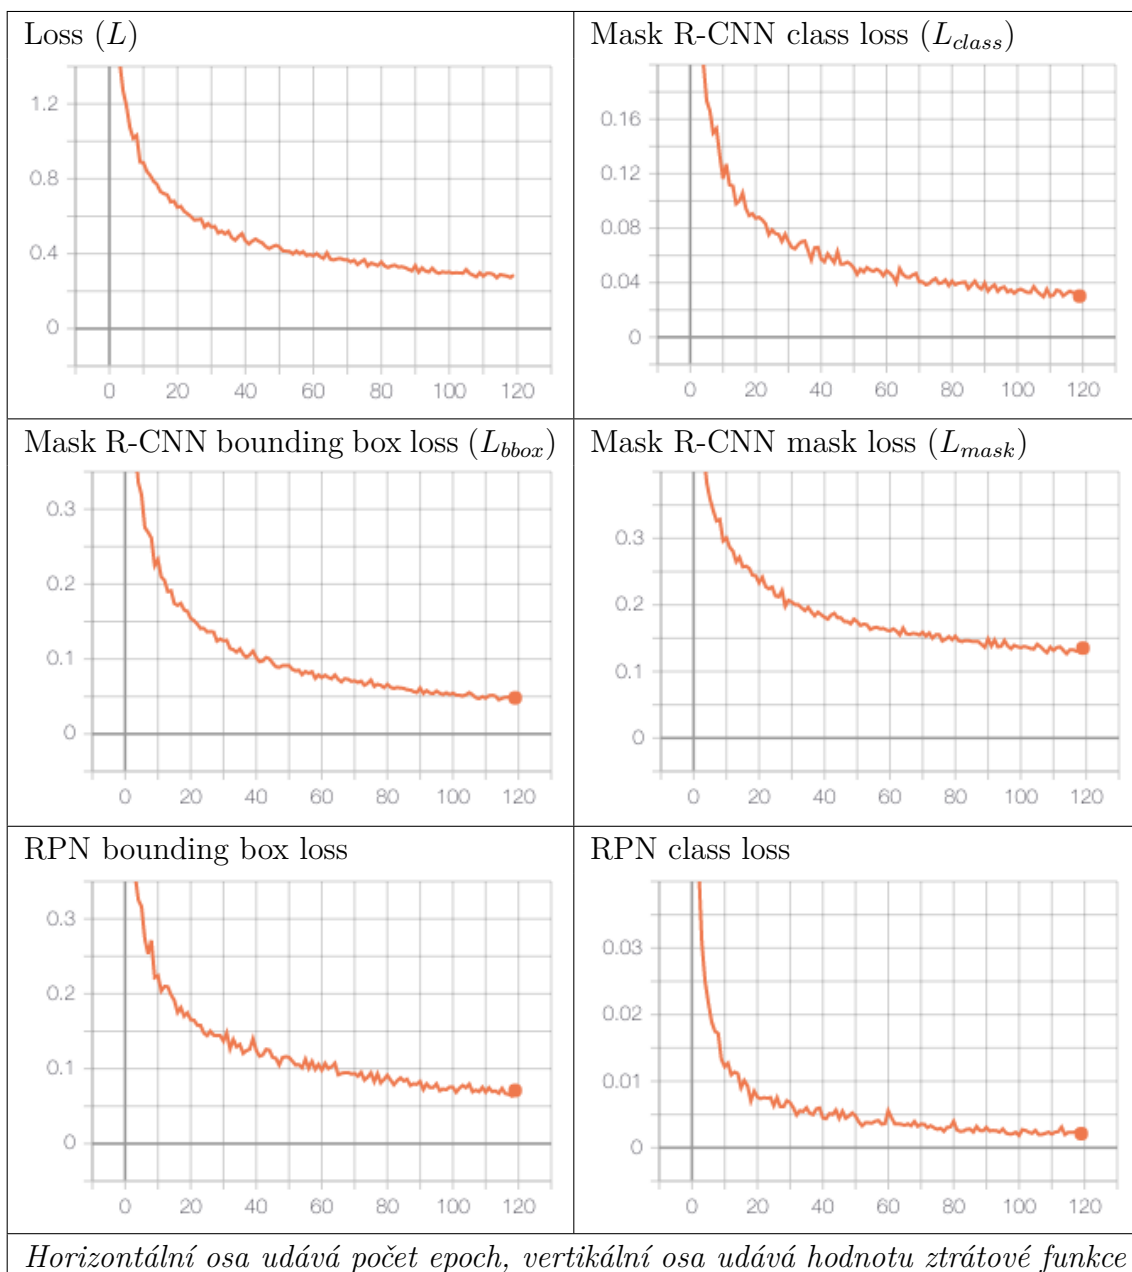 Loss (L)
1.2
0.8
0.4
0
0 20 40 60 80 100 120
Mask R-CNN class loss (L_class)
0.16
0.12
0.08
0.04
0
0 20 40 60 80 100 120
Mask R-CNN bounding box loss (L_bbox)
0.3
0.2
0.1
0
0 20 40 60 80 100 120
Mask R-CNN mask loss (L_mask)
0.3
0.2
0.1
0
0 20 40 60 80 100 120
RPN bounding box loss
0.3
0.2
0.1
0
0 20 40 60 80 100 120
RPN class loss
0.03
0.02
0.01
0
0 20 40 60 80 100 120
Horizontální osa udává počet epoch, vertikální osa udává hodnotu ztrátové funkce